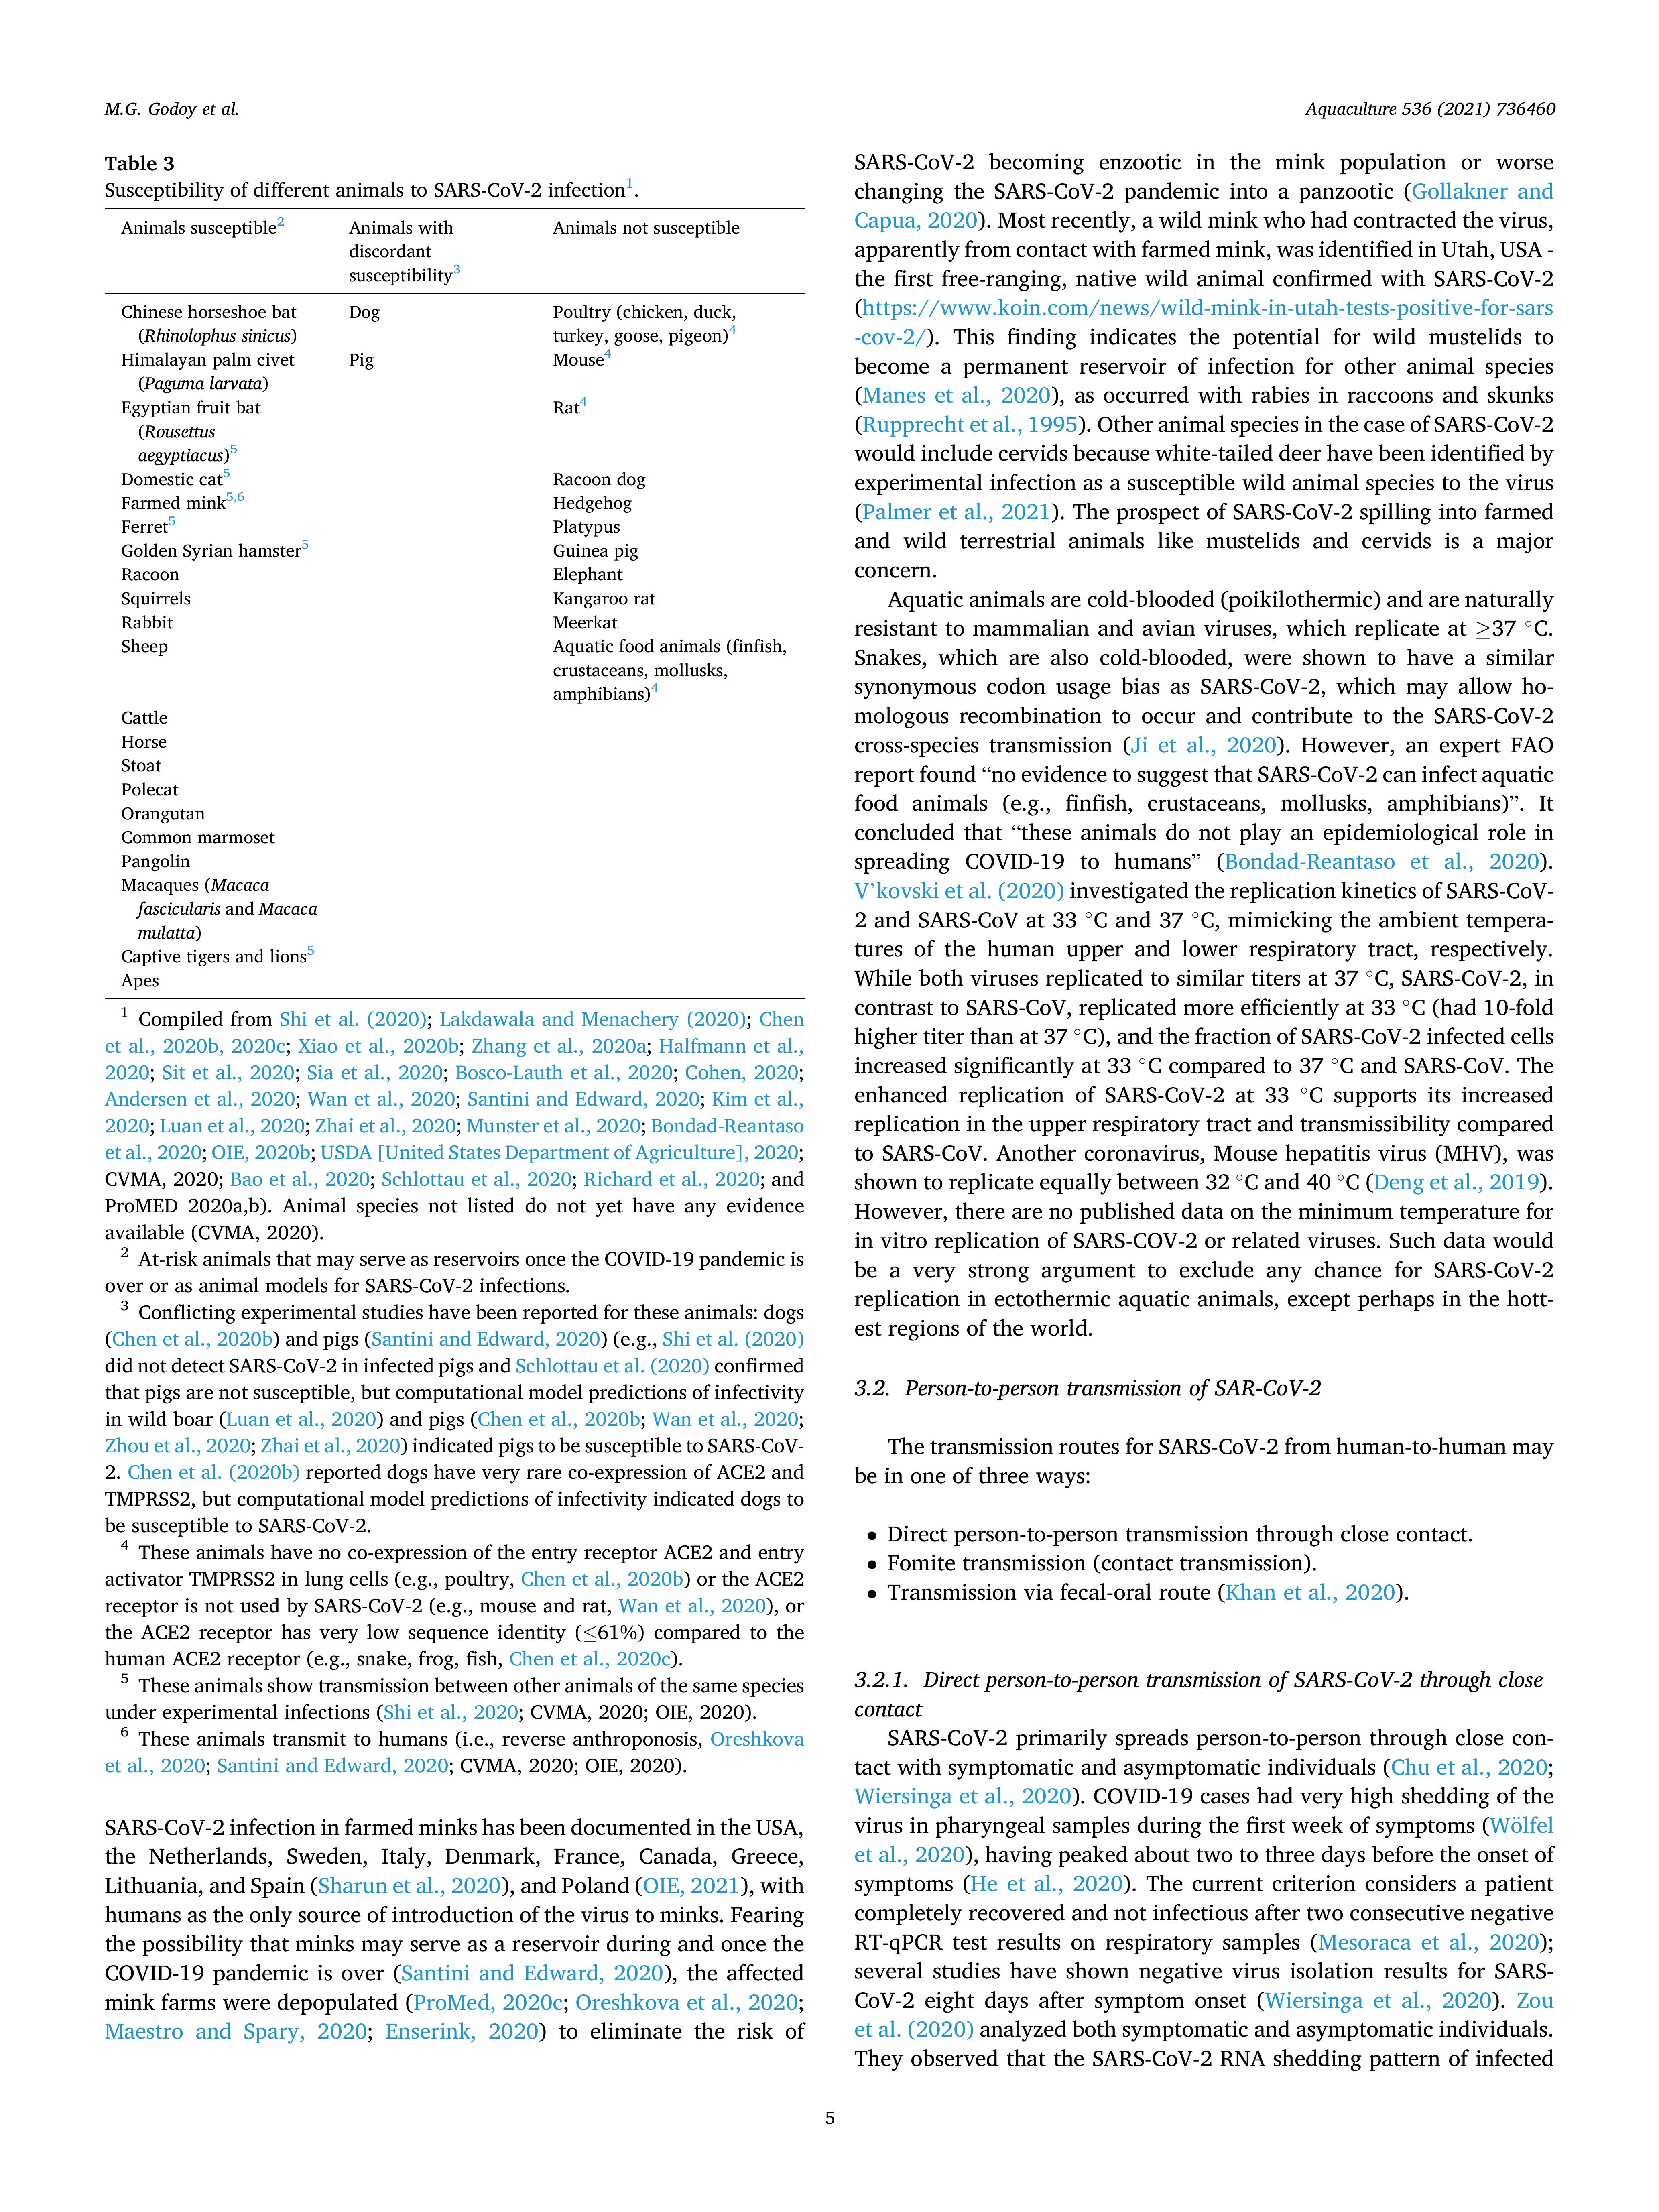 M.G. Godoy et al.
Aquaculture 536 (2021) 736460
Table 3
Susceptibility of different animals to SARS-CoV-2 infection1.
Animals susceptible2
Animals with
discordant
susceptibility3
Animals not susceptible
Chinese horseshoe bat
(Rhinolophus sinicus)
Dog
Poultry (chicken, duck,
turkey, goose, pigeon)4
Himalayan palm civet
(Paguma larvata)
Pig
Mouse4
Egyptian fruit bat
(Rousettus
aegyptiacus)5
Rat4
Domestic cat5
Racoon dog
Farmed mink5,6
Hedgehog
Ferret5
Platypus
Golden Syrian hamster5
Guinea pig
Racoon
Elephant
Squirrels
Kangaroo rat
Rabbit
Meerkat
Sheep
Aquatic food animals (finfish,
crustaceans, mollusks,
amphibians)4
Cattle
Horse
Stoat
Polecat
Orangutan
Common marmoset
Pangolin
Macaques (Macaca
fascicularis and Macaca
mulatta)
Captive tigers and lions5
Apes
1 Compiled from Shi et al. (2020); Lakdawala and Menachery (2020); Chen
et al., 2020b, 2020c; Xiao et al., 2020b; Zhang et al., 2020a; Halfmann et al.,
2020; Sit et al., 2020; Sia et al., 2020; Bosco-Lauth et al., 2020; Cohen, 2020;
Andersen et al., 2020; Wan et al., 2020; Santini and Edward, 2020; Kim et al.,
2020; Luan et al., 2020; Zhai et al., 2020; Munster et al., 2020; Bondad-Reantaso
et al., 2020; OIE, 2020b; USDA [United States Department of Agriculture], 2020;
CVMA, 2020; Bao et al., 2020; Schlottau et al., 2020; Richard et al., 2020; and
ProMED 2020a,b). Animal species not listed do not yet have any evidence
available (CVMA, 2020).
2 At-risk animals that may serve as reservoirs once the COVID-19 pandemic is
over or as animal models for SARS-CoV-2 infections.
3 Conflicting experimental studies have been reported for these animals: dogs
(Chen et al., 2020b) and pigs (Santini and Edward, 2020) (e.g., Shi et al. (2020)
did not detect SARS-CoV-2 in infected pigs and Schlottau et al. (2020) confirmed
that pigs are not susceptible, but computational model predictions of infectivity
in wild boar (Luan et al., 2020) and pigs (Chen et al., 2020b; Wan et al., 2020;
Zhou et al., 2020; Zhai et al., 2020) indicated pigs to be susceptible to SARS-CoV-
2. Chen et al. (2020b) reported dogs have very rare co-expression of ACE2 and
TMPRSS2, but computational model predictions of infectivity indicated dogs to
be susceptible to SARS-CoV-2.
4 These animals have no co-expression of the entry receptor ACE2 and entry
activator TMPRSS2 in lung cells (e.g., poultry, Chen et al., 2020b) or the ACE2
receptor is not used by SARS-CoV-2 (e.g., mouse and rat, Wan et al., 2020), or
the ACE2 receptor has very low sequence identity (≤61%) compared to the
human ACE2 receptor (e.g., snake, frog, fish, Chen et al., 2020c).
5 These animals show transmission between other animals of the same species
under experimental infections (Shi et al., 2020; CVMA, 2020; OIE, 2020).
6 These animals transmit to humans (i.e., reverse anthroponosis, Oreshkova
et al., 2020; Santini and Edward, 2020; CVMA, 2020; OIE, 2020).
SARS-CoV-2 infection in farmed minks has been documented in the USA,
the Netherlands, Sweden, Italy, Denmark, France, Canada, Greece,
Lithuania, and Spain (Sharun et al., 2020), and Poland (OIE, 2021), with
humans as the only source of introduction of the virus to minks. Fearing
the possibility that minks may serve as a reservoir during and once the
COVID-19 pandemic is over (Santini and Edward, 2020), the affected
mink farms were depopulated (ProMed, 2020c; Oreshkova et al., 2020;
Maestro and Spary, 2020; Enserink, 2020) to eliminate the risk of
SARS-CoV-2 becoming enzootic in the mink population or worse
changing the SARS-CoV-2 pandemic into a panzootic (Gollakner and
Capua, 2020). Most recently, a wild mink who had contracted the virus,
apparently from contact with farmed mink, was identified in Utah, USA -
the first free-ranging, native wild animal confirmed with SARS-CoV-2
(https://www.koin.com/news/wild-mink-in-utah-tests-positive-for-sars
-cov-2/). This finding indicates the potential for wild mustelids to
become a permanent reservoir of infection for other animal species
(Manes et al., 2020), as occurred with rabies in raccoons and skunks
(Rupprecht et al., 1995). Other animal species in the case of SARS-CoV-2
would include cervids because white-tailed deer have been identified by
experimental infection as a susceptible wild animal species to the virus
(Palmer et al., 2021). The prospect of SARS-CoV-2 spilling into farmed
and wild terrestrial animals like mustelids and cervids is a major
concern.
Aquatic animals are cold-blooded (poikilothermic) and are naturally
resistant to mammalian and avian viruses, which replicate at ≥37 °C.
Snakes, which are also cold-blooded, were shown to have a similar
synonymous codon usage bias as SARS-CoV-2, which may allow ho-
mologous recombination to occur and contribute to the SARS-CoV-2
cross-species transmission (Ji et al., 2020). However, an expert FAO
report found “no evidence to suggest that SARS-CoV-2 can infect aquatic
food animals (e.g., finfish, crustaceans, mollusks, amphibians)”. It
concluded that “these animals do not play an epidemiological role in
spreading COVID-19 to humans” (Bondad-Reantaso et al., 2020).
V’kovski et al. (2020) investigated the replication kinetics of SARS-CoV-
2 and SARS-CoV at 33 °C and 37 °C, mimicking the ambient tempera-
tures of the human upper and lower respiratory tract, respectively.
While both viruses replicated to similar titers at 37 °C, SARS-CoV-2, in
contrast to SARS-CoV, replicated more efficiently at 33 °C (had 10-fold
higher titer than at 37 °C), and the fraction of SARS-CoV-2 infected cells
increased significantly at 33 °C compared to 37 °C and SARS-CoV. The
enhanced replication of SARS-CoV-2 at 33 °C supports its increased
replication in the upper respiratory tract and transmissibility compared
to SARS-CoV. Another coronavirus, Mouse hepatitis virus (MHV), was
shown to replicate equally between 32 °C and 40 °C (Deng et al., 2019).
However, there are no published data on the minimum temperature for
in vitro replication of SARS-COV-2 or related viruses. Such data would
be a very strong argument to exclude any chance for SARS-CoV-2
replication in ectothermic aquatic animals, except perhaps in the hott-
est regions of the world.
3.2. Person-to-person transmission of SAR-CoV-2
The transmission routes for SARS-CoV-2 from human-to-human may
be in one of three ways:
• Direct person-to-person transmission through close contact.
• Fomite transmission (contact transmission).
• Transmission via fecal-oral route (Khan et al., 2020).
3.2.1. Direct person-to-person transmission of SARS-CoV-2 through close
contact
SARS-CoV-2 primarily spreads person-to-person through close con-
tact with symptomatic and asymptomatic individuals (Chu et al., 2020;
Wiersinga et al., 2020). COVID-19 cases had very high shedding of the
virus in pharyngeal samples during the first week of symptoms (Wölfel
et al., 2020), having peaked about two to three days before the onset of
symptoms (He et al., 2020). The current criterion considers a patient
completely recovered and not infectious after two consecutive negative
RT-qPCR test results on respiratory samples (Mesoraca et al., 2020);
several studies have shown negative virus isolation results for SARS-
CoV-2 eight days after symptom onset (Wiersinga et al., 2020). Zou
et al. (2020) analyzed both symptomatic and asymptomatic individuals.
They observed that the SARS-CoV-2 RNA shedding pattern of infected
5